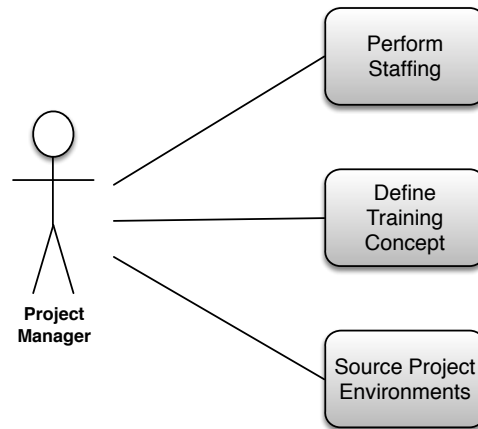 Perform
Staffing
Define
Training
Concept
Project
Manager
Source Project
Environments